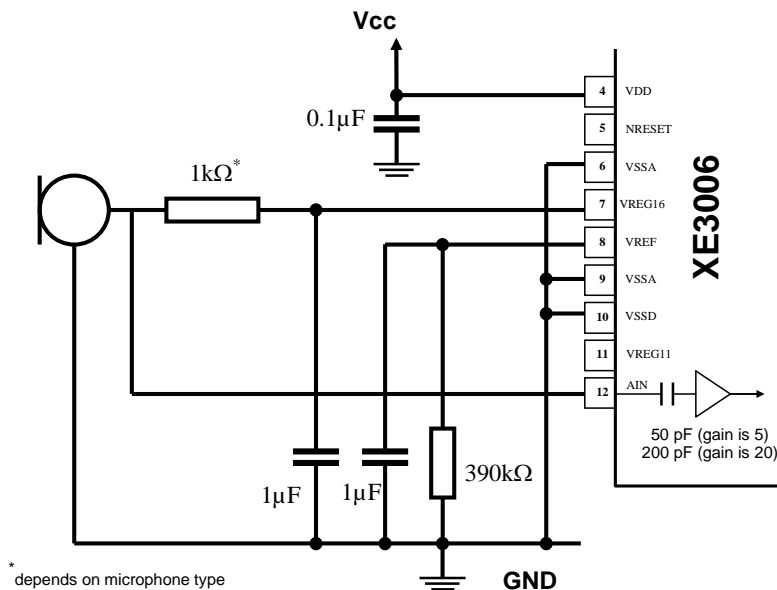 Vcc
0.1µF
4 VDD
5 NRESET
6 VSSA
7 VREG16
8 VREF
9 VSSA
10 VSSD
11 VREG11
12 AIN
XE3006
1kΩ*
50 pF (gain is 5)
200 pF (gain is 20)
1µF
1µF
390kΩ
GND
*depends on microphone type